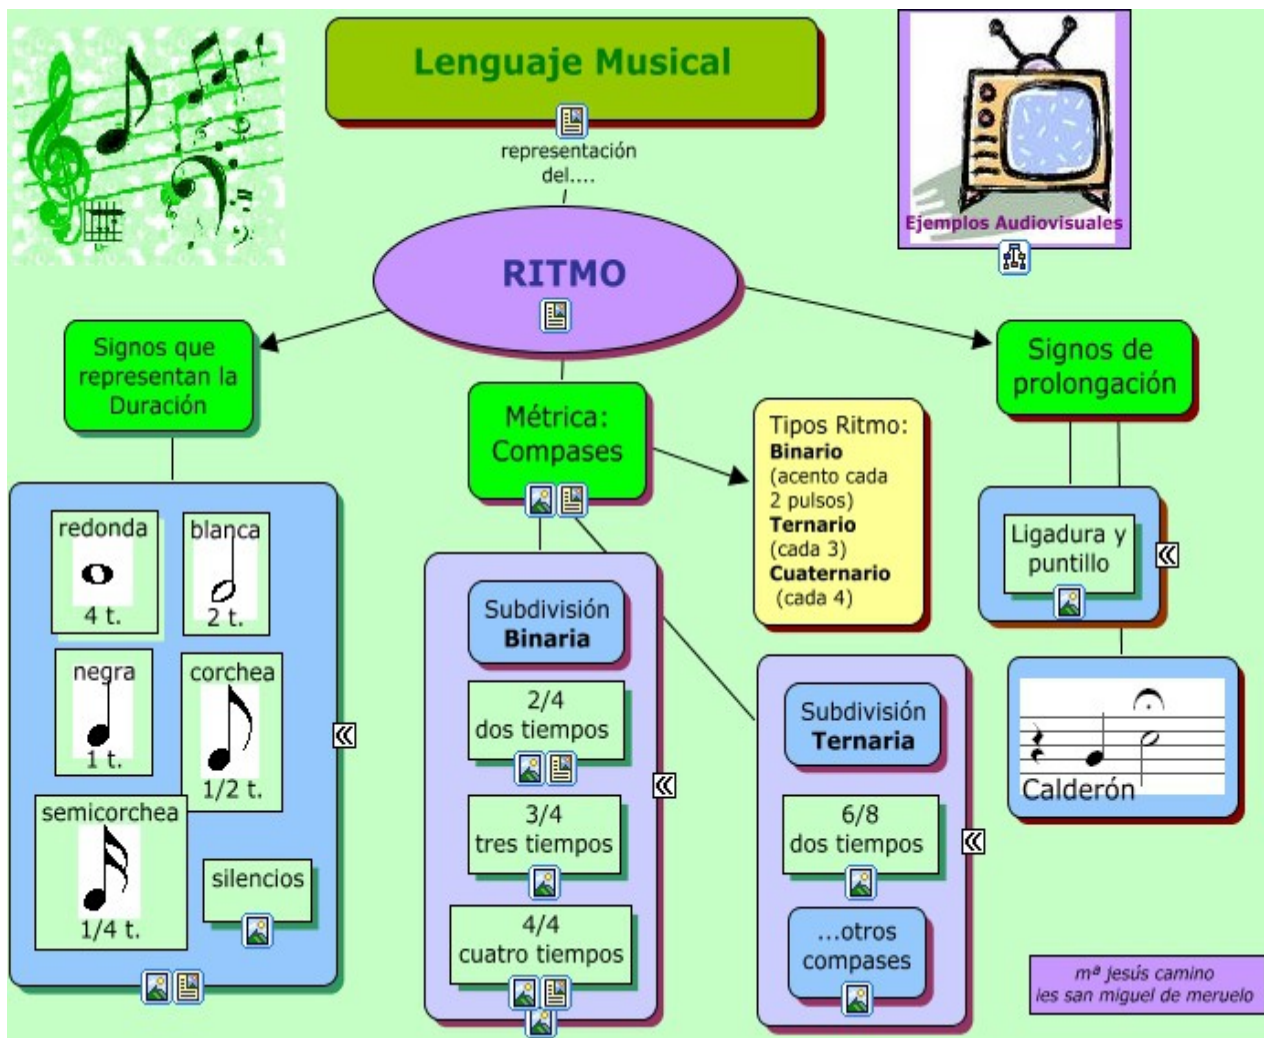 Lenguaje Musical
representación
del....
RITMO
Ejemplos Audiovisuales
Signos que
representan la
Duración
redonda
4 t.
blanca
2 t.
negra
1 t.
corchea
1/2 t.
semicorchea
1/4 t.
silencios
Métrica:
Compases
Tipos Ritmo:
Binario
(acento cada
2 pulsos)
Ternario
(cada 3)
Cuaternario
(cada 4)
Subdivisión
Binaria
2/4
dos tiempos
3/4
tres tiempos
4/4
cuatro tiempos
Subdivisión
Ternaria
6/8
dos tiempos
...otros
compases
Signos de
prolongación
Ligadura y
puntillo
Calderón
mª jesús camino
ies san miguel de meruelo